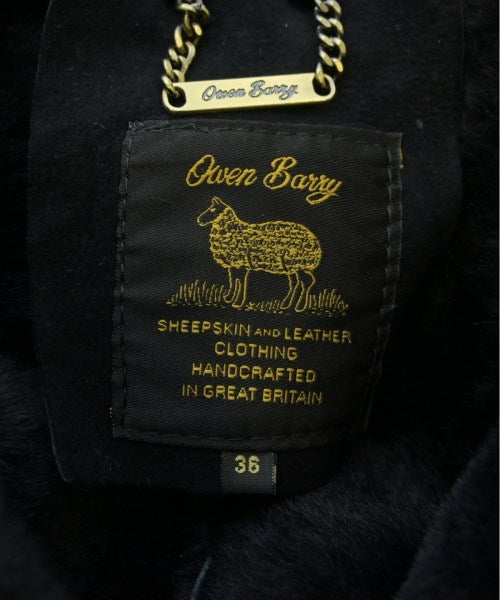 Owen Barry
Owen Barry
SHEEPSKIN AND LEATHER
CLOTHING
HANDCRAFTED
IN GREAT BRITAIN
36